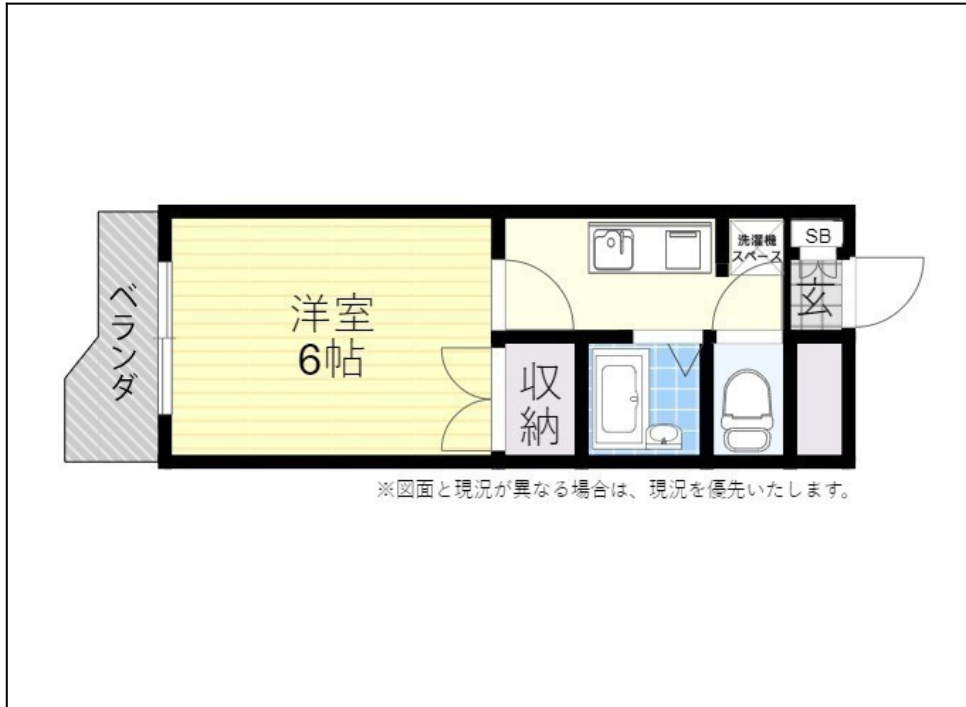 ベランダ
洋室
6帖
収納
洗濯機
スペース
SB
玄
※図面と現況が異なる場合は、現況を優先いたします。